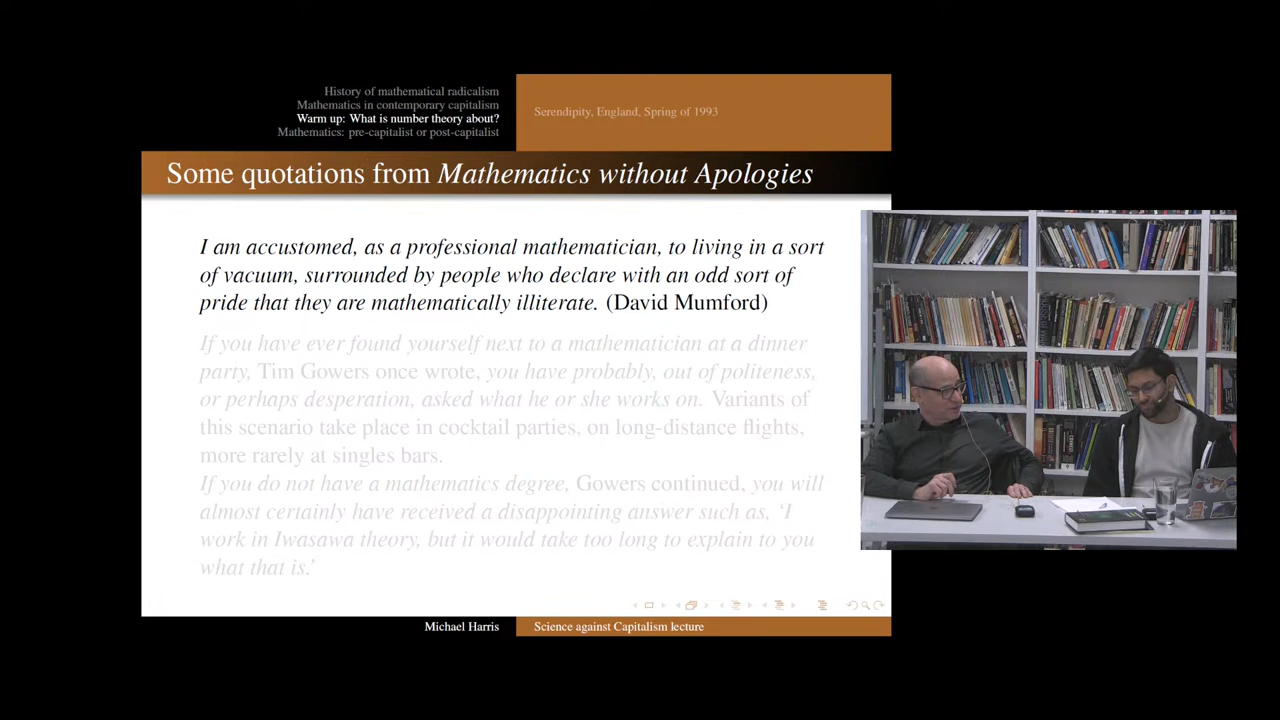 History of mathematical radicalism
Mathematics in contemporary capitalism
Warm up: What is number theory about?
Mathematics: pre-capitalist or post-capitalist
Serendipity, England, Spring of 1993
Some quotations from Mathematics without Apologies
I am accustomed, as a professional mathematician, to living in a sort
of vacuum, surrounded by people who declare with an odd sort of
pride that they are mathematically illiterate. (David Mumford)
If you have ever found yourself next to a mathematician at a dinner
party, Tim Gowers once wrote, you have probably, out of politeness,
or perhaps desperation, asked what he or she works on. Variants of
this scenario take place in cocktail parties, on long-distance flights,
more rarely at singles bars.
If you do not have a mathematics degree, Gowers continued, you will
almost certainly have received a disappointing answer such as, ‘I
work in Iwasawa theory, but it would take too long to explain to you
what that is.’
Michael Harris
Science against Capitalism lecture